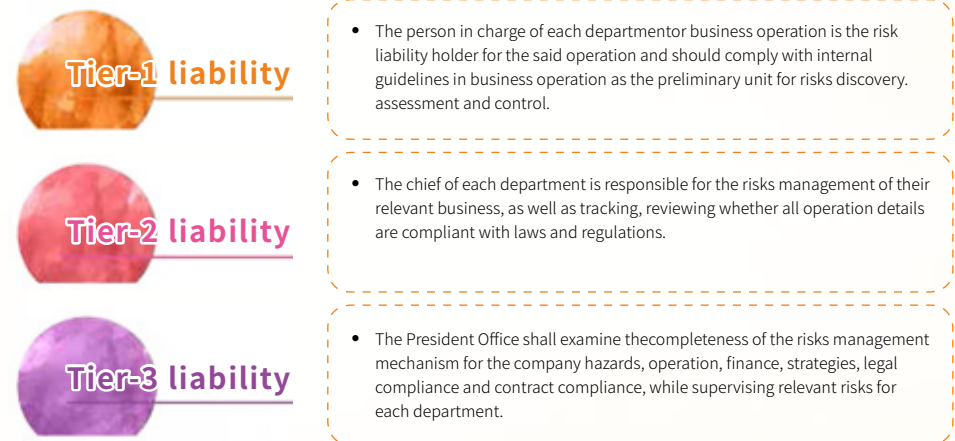 Tier-1 liability
• The person in charge of each departmentor business operation is the risk
liability holder for the said operation and should comply with internal
guidelines in business operation as the preliminary unit for risks discovery.
assessment and control.
Tier-2 liability
• The chief of each department is responsible for the risks management of their
relevant business, as well as tracking, reviewing whether all operation details
are compliant with laws and regulations.
Tier-3 liability
• The President Office shall examine thecompleteness of the risks management
mechanism for the company hazards, operation, finance, strategies, legal
compliance and contract compliance, while supervising relevant risks for
each department.